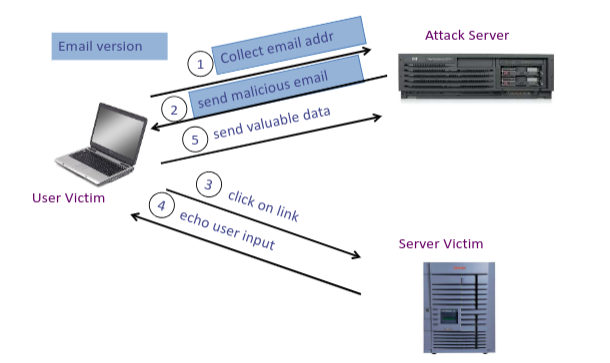 Email version
Attack Server
1
Collect email addr
2
send malicious email
5
send valuable data
User Victim
3
click on link
4
echo user input
Server Victim